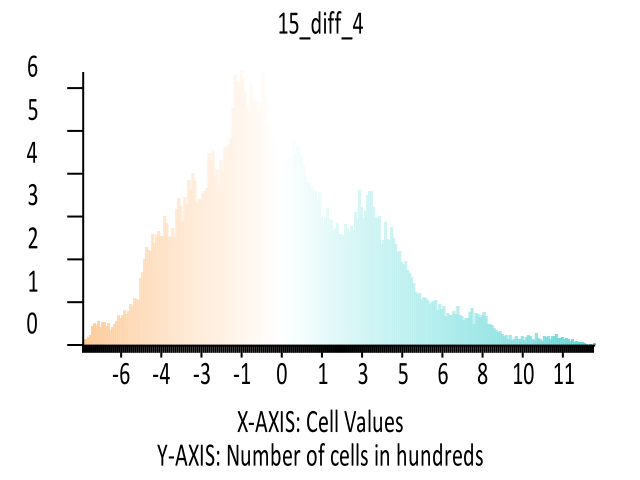 15_diff_4
6
5
4
3
2
1
0
-6 -4 -3 -1 0 1 3 5 6 8 10 11
X-AXIS: Cell Values
Y-AXIS: Number of cells in hundreds